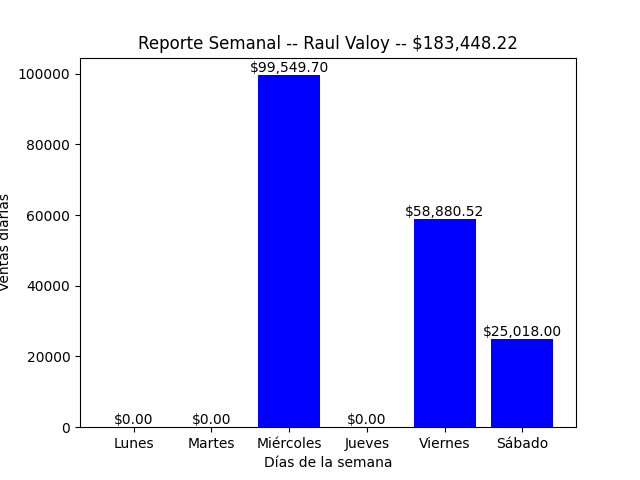 Reporte Semanal -- Raul Valoy -- $183,448.22
100000
80000
60000
40000
20000
0
Ventas diarias
$0.00
$0.00
$99,549.70
$0.00
$58,880.52
$25,018.00
Lunes
Martes
Miércoles
Jueves
Viernes
Sábado
Días de la semana